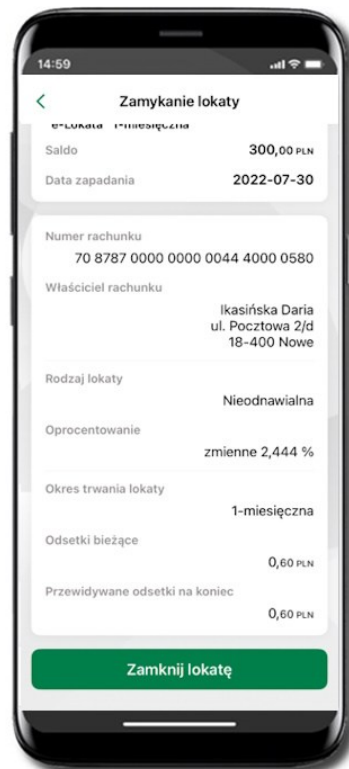 14:59
Zamykanie lokaty
e-Lokata 1-miesięczna
Saldo 300,00 PLN
Data zapadania 2022-07-30
Numer rachunku
70 8787 0000 0000 0044 4000 0580
Właściciel rachunku
Ikasińska Daria
ul. Pocztowa 2/d
18-400 Nowe
Rodzaj lokaty
Nieodnawialna
Oprocentowanie
zmienne 2,444 %
Okres trwania lokaty
1-miesięczna
Odsetki bieżące
0,60 PLN
Przewidywane odsetki na koniec
0,60 PLN
Zamknij lokatę